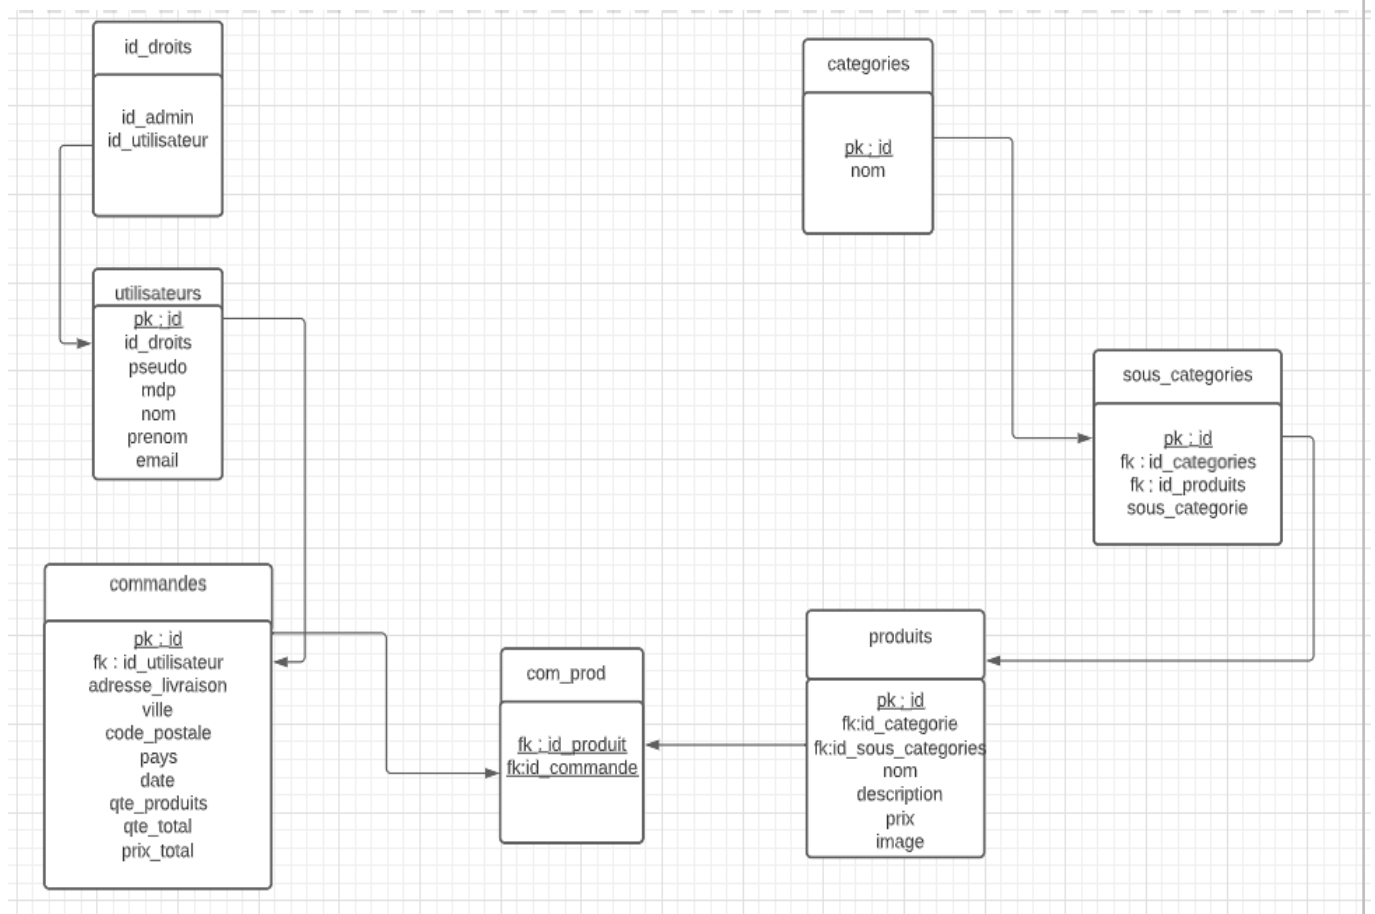 id_droits
id_admin
id_utilisateur
categories
pk : id
nom
utilisateurs
pk : id
id_droits
pseudo
mdp
nom
prenom
email
sous_categories
pk : id
fk : id_categories
fk : id_produits
sous_categorie
commandes
pk : id
fk : id_utilisateur
adresse_livraison
ville
code_postale
pays
date
qte_produits
qte_total
prix_total
com_prod
fk : id_produit
fk:id_commande
produits
pk : id
fk:id_categorie
fk:id_sous_categories
nom
description
prix
image